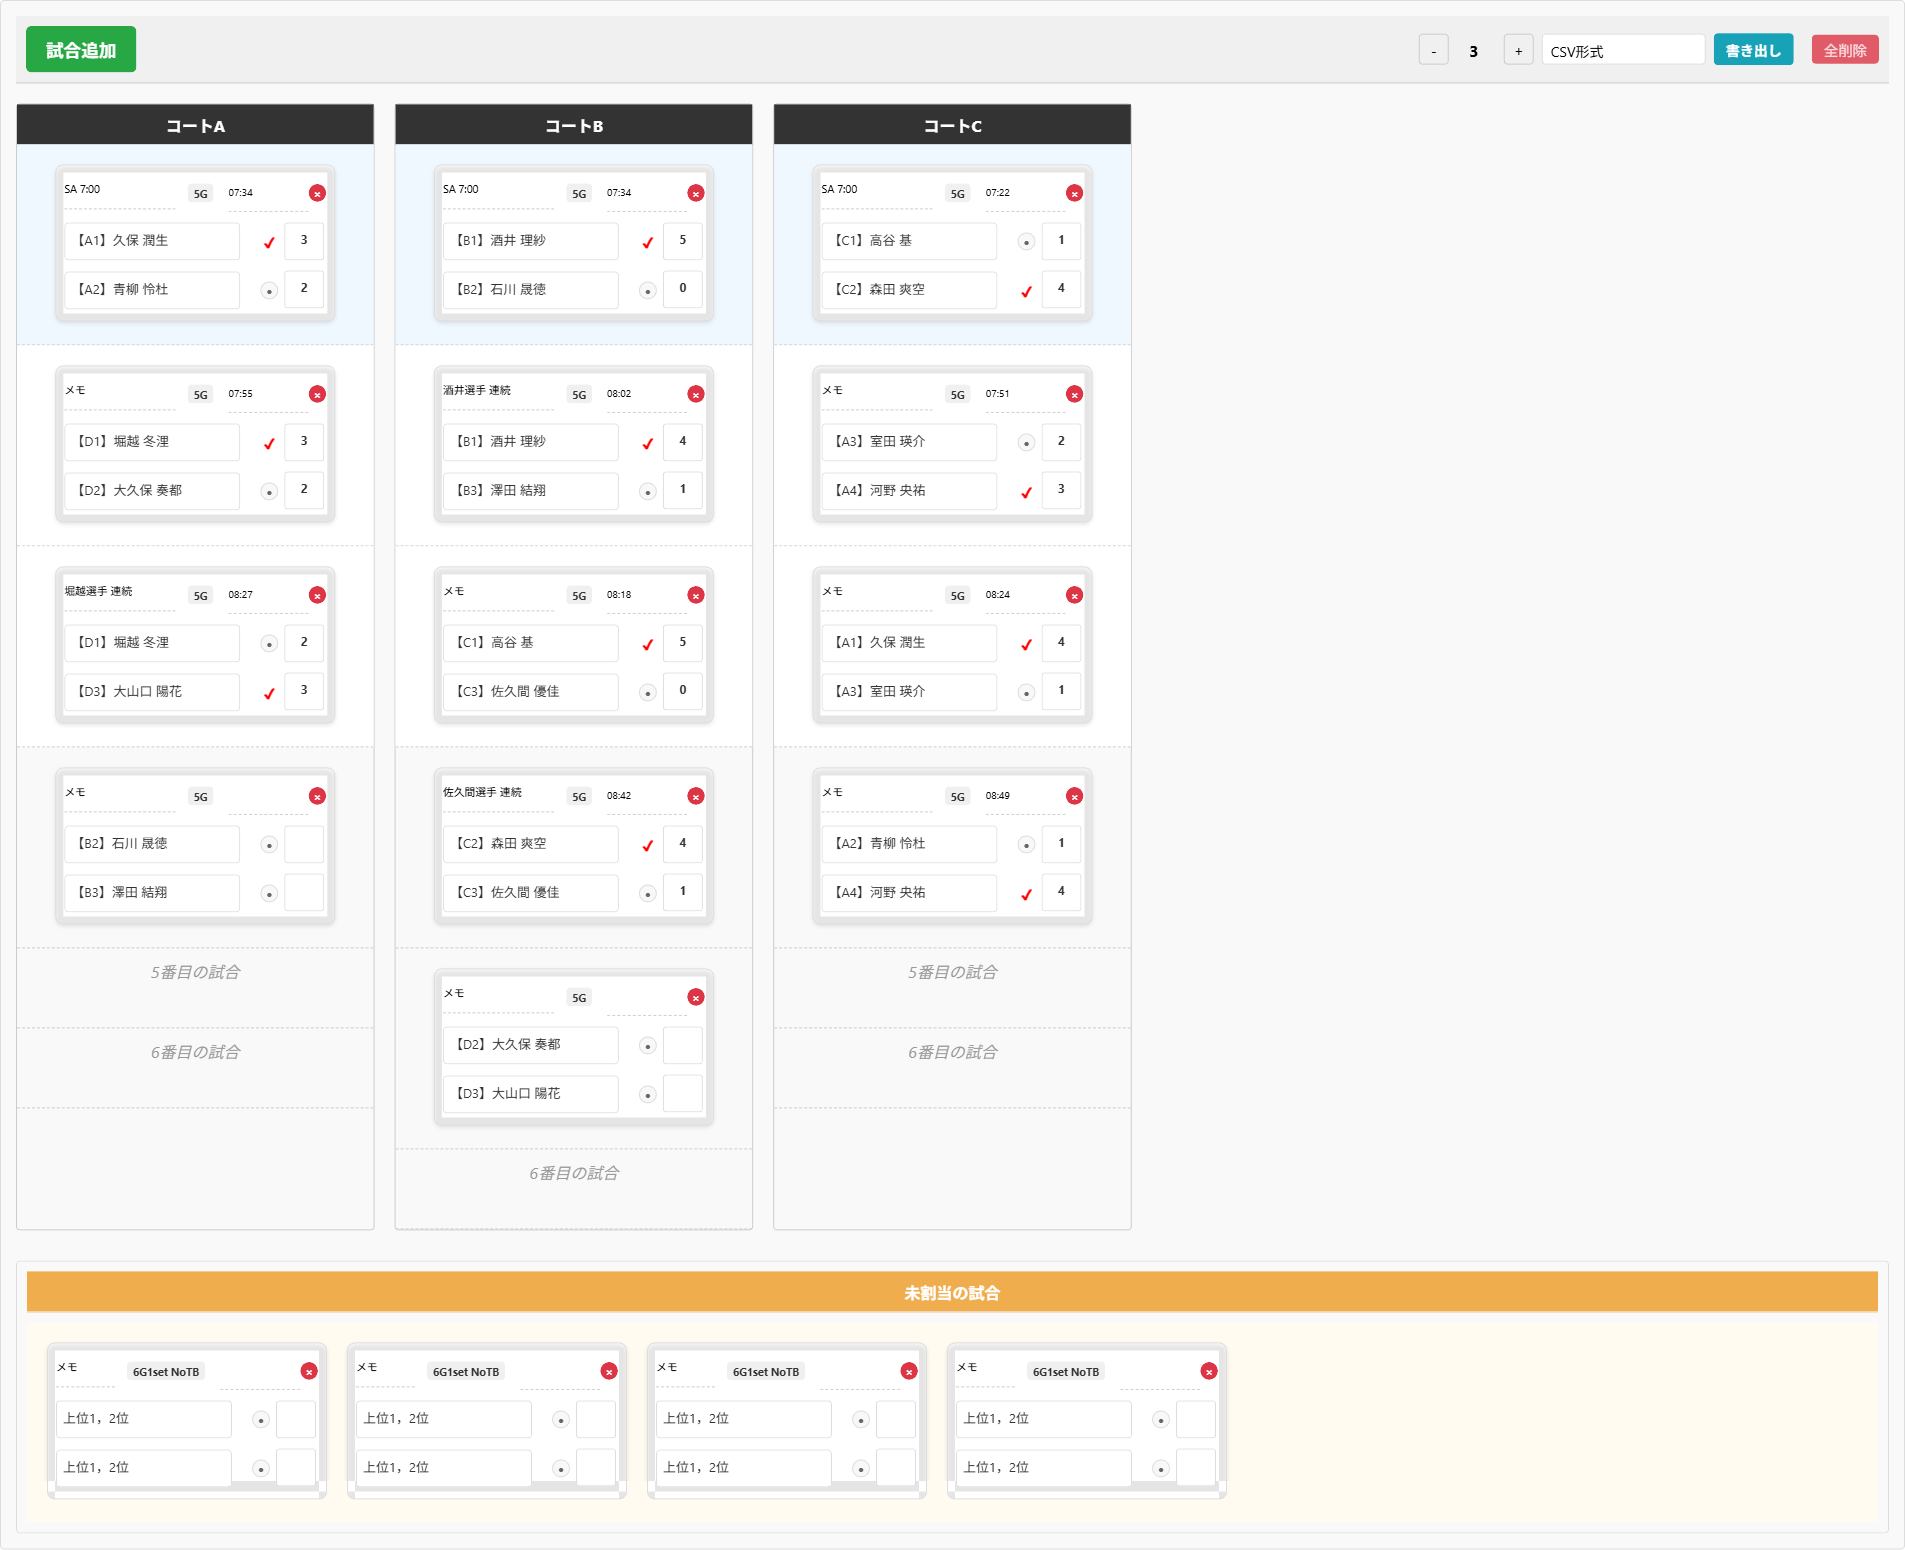 試合追加
- 3 + CSV形式 書き出し 全削除
コートA
SA 7:00 5G 07:34
【A1】久保 潤生 3
【A2】青柳 怜杜 2
メモ 5G 07:55
【D1】堀越 冬浬 3
【D2】大久保 奏都 2
堀越選手 連続 5G 08:27
【D1】堀越 冬浬 2
【D3】大山口 陽花 3
メモ 5G
【B2】石川 晟徳
【B3】澤田 結翔
5番目の試合
6番目の試合
コートB
SA 7:00 5G 07:34
【B1】酒井 理紗 5
【B2】石川 晟徳 0
酒井選手 連続 5G 08:02
【B1】酒井 理紗 4
【B3】澤田 結翔 1
メモ 5G 08:18
【C1】高谷 基 5
【C3】佐久間 優佳 0
佐久間選手 連続 5G 08:42
【C2】森田 爽空 4
【C3】佐久間 優佳 1
メモ 5G
【D2】大久保 奏都
【D3】大山口 陽花
6番目の試合
コートC
SA 7:00 5G 07:22
【C1】高谷 基 1
【C2】森田 爽空 4
メモ 5G 07:51
【A3】室田 瑛介 2
【A4】河野 央祐 3
メモ 5G 08:24
【A1】久保 潤生 4
【A3】室田 瑛介 1
メモ 5G 08:49
【A2】青柳 怜杜 1
【A4】河野 央祐 4
5番目の試合
6番目の試合
未割当の試合
メモ 6G1set NoTB
上位1，2位
上位1，2位
メモ 6G1set NoTB
上位1，2位
上位1，2位
メモ 6G1set NoTB
上位1，2位
上位1，2位
メモ 6G1set NoTB
上位1，2位
上位1，2位